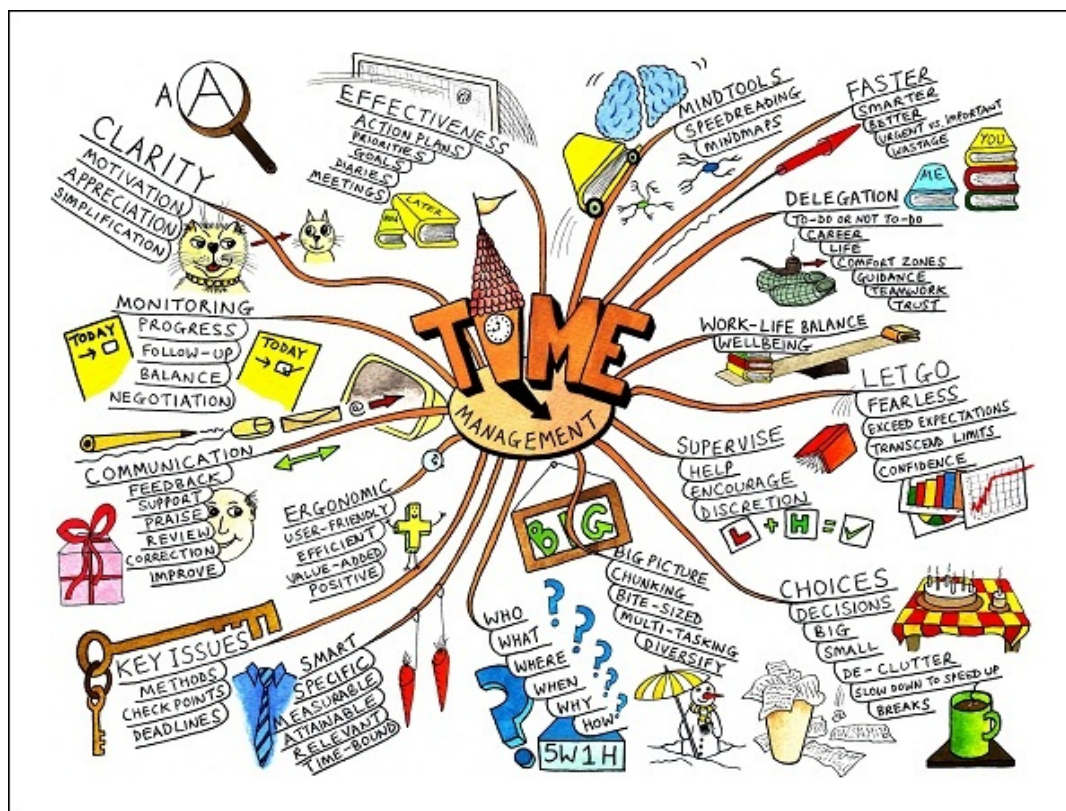 TIME
MANAGEMENT
A
A
CLARITY
MOTIVATION
APPRECIATION
SIMPLIFICATION
EFFECTIVENESS
ACTION PLANS
PRIORITIES
GOALS
DIARIES
MEETINGS
LATER
MINDTOOLS
SPEEDREADING
MINDMAPS
FASTER
SMARTER
BETTER
URGENT VS. IMPORTANT
WASTAGE
YOU
ME
DELEGATION
TO-DO OR NOT TO-DO
CAREER
LIFE
COMFORT ZONES
GUIDANCE
TEAMWORK
TRUST
WORK-LIFE BALANCE
WELLBEING
LET GO
FEARLESS
EXCEED EXPECTATIONS
TRANSCEND LIMITS
CONFIDENCE
SUPERVISE
HELP
ENCOURAGE
DISCRETION
L + H =
CHOICES
DECISIONS
BIG
SMALL
DE-CLUTTER
SLOW DOWN TO SPEED UP
BREAKS
BIG
BIG PICTURE
CHUNKING
BITE-SIZED
MULTI-TASKING
DIVERSIFY
WHO
WHAT
WHERE
WHEN
WHY
HOW
? ? ? ? ? ? ?
5W1H
SMART
SPECIFIC
MEASURABLE
ATTAINABLE
RELEVANT
TIME-BOUND
KEY ISSUES
METHODS
CHECK POINTS
DEADLINES
ERGONOMIC
USER-FRIENDLY
EFFICIENT
VALUE-ADDED
POSITIVE
COMMUNICATION
FEEDBACK
SUPPORT
PRAISE
REVIEW
CORRECTION
IMPROVE
@
MONITORING
PROGRESS
FOLLOW-UP
BALANCE
NEGOTIATION
TODAY
TODAY